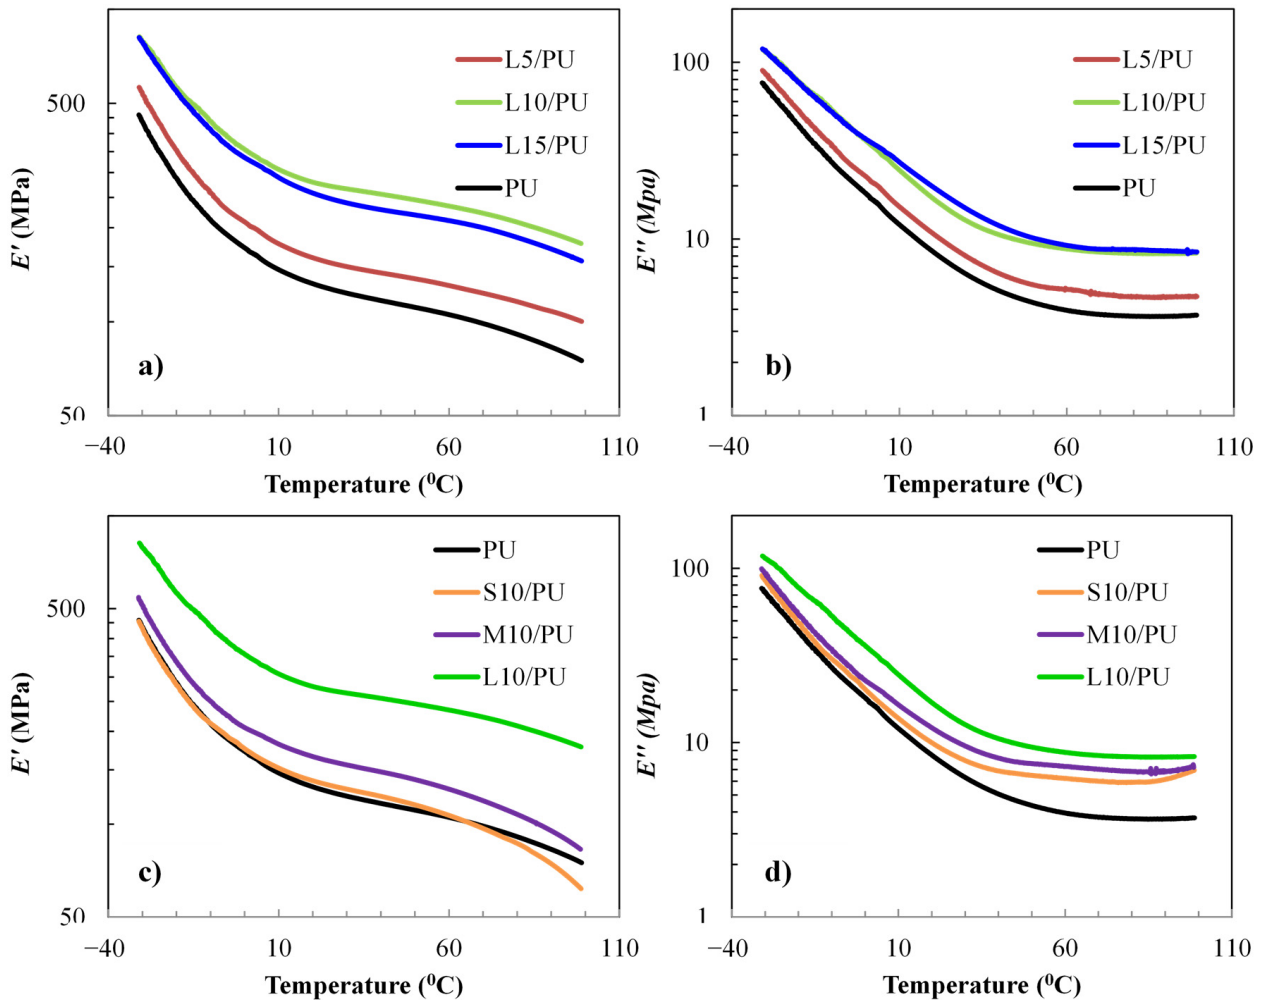 L5/PU
L10/PU
L15/PU
PU
500
50
E′ (MPa)
a)
−40 10 60 110
Temperature (⁰C)
L5/PU
L10/PU
L15/PU
PU
100
10
1
E″ (Mpa)
b)
−40 10 60 110
Temperature (⁰C)
PU
S10/PU
M10/PU
L10/PU
500
50
E′ (MPa)
c)
−40 10 60 110
Temperature (⁰C)
PU
S10/PU
M10/PU
L10/PU
100
10
1
E″ (Mpa)
d)
−40 10 60 110
Temperature (⁰C)